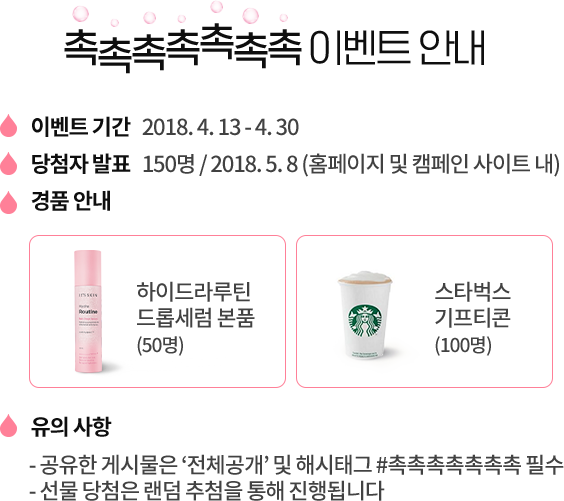 촉촉촉촉촉촉촉 이벤트 안내
이벤트 기간 2018. 4. 13 - 4. 30
당첨자 발표 150명 / 2018. 5. 8 (홈페이지 및 캠페인 사이트 내)
경품 안내
IT'S SKIN
Routine
하이드라루틴
드롭세럼 본품
(50명)
스타벅스
기프티콘
(100명)
유의 사항
- 공유한 게시물은 ‘전체공개’ 및 해시태그 #촉촉촉촉촉촉촉 필수
- 선물 당첨은 랜덤 추첨을 통해 진행됩니다